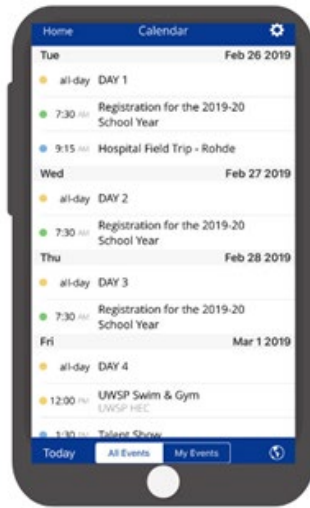 Home Calendar
Tue Feb 26 2019
all-day DAY 1
7:30 AM Registration for the 2019-20
School Year
9:15 AM Hospital Field Trip - Rohde
Wed Feb 27 2019
all-day DAY 2
7:30 AM Registration for the 2019-20
School Year
Thu Feb 28 2019
all-day DAY 3
7:30 AM Registration for the 2019-20
School Year
Fri Mar 1 2019
all-day DAY 4
12:00 PM UWSP Swim & Gym
UWSP HEC
1:30 PM Talent Show
Today All Events My Events